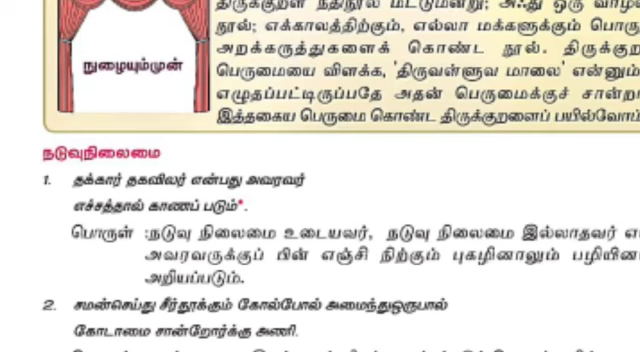 திருக்குறள் நீதிநூல் மட்டுமன்று; அஃது ஒரு
நூல்; எக்காலத்திற்கும், எல்லா மக்களுக்கும்
அறக்கருத்துகளைக் கொண்ட நூல்.
நுழையும்முன்
பெருமையை விளக்க, 'திருவள்ளுவ மாலை' என்னும்
எழுதப்பட்டிருப்பதே அதன் பெருமைக்குச்
இத்தகைய பெருமை கொண்ட திருக்குறளைப் பயில்வோம்
நடுவுநிலைமை
1. தக்கார் தகவிலர் என்பது அவரவர்
எச்சத்தால் காணப் படும்*.
பொருள் :நடுவு நிலைமை உடையவர், நடுவு நிலைமை இல்லாதவர்
அவரவருக்குப் பின் எஞ்சி நிற்கும் புகழினாலும்
அறியப்படும்.
2. சமன்செய்து சீர்தூக்கும் கோல்போல் அமைந்துஒருபால்
கோடாமை சான்றோர்க்கு அணி.